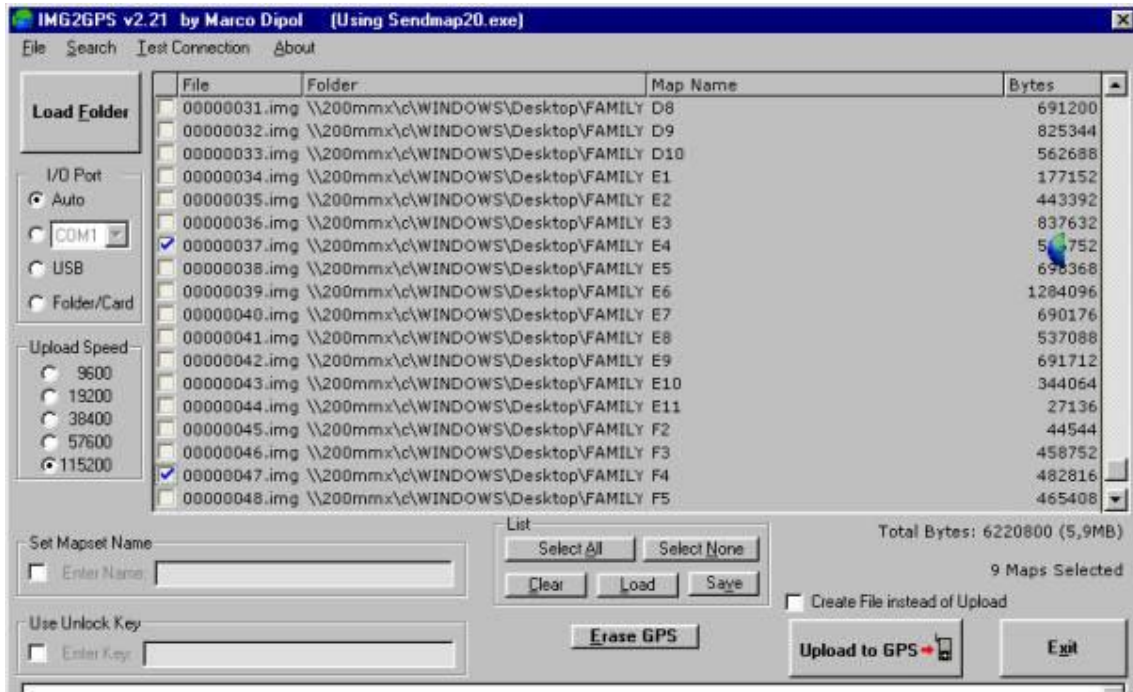 IMG2GPS v2.21 by Marco Dipol (Using Sendmap20.exe)
File Search Test Connection About
Load Folder
I/O Port
Auto
COM1
USB
Folder/Card
Upload Speed
9600
19200
38400
57600
115200
File Folder Map Name Bytes
00000031.img \\200mmx\c\WINDOWS\Desktop\FAMILY D8 691200
00000032.img \\200mmx\c\WINDOWS\Desktop\FAMILY D9 825344
00000033.img \\200mmx\c\WINDOWS\Desktop\FAMILY D10 562688
00000034.img \\200mmx\c\WINDOWS\Desktop\FAMILY E1 177152
00000035.img \\200mmx\c\WINDOWS\Desktop\FAMILY E2 443392
00000036.img \\200mmx\c\WINDOWS\Desktop\FAMILY E3 837632
00000037.img \\200mmx\c\WINDOWS\Desktop\FAMILY E4
00000038.img \\200mmx\c\WINDOWS\Desktop\FAMILY E5 698368
00000039.img \\200mmx\c\WINDOWS\Desktop\FAMILY E6 1284096
00000040.img \\200mmx\c\WINDOWS\Desktop\FAMILY E7 690176
00000041.img \\200mmx\c\WINDOWS\Desktop\FAMILY E8 537088
00000042.img \\200mmx\c\WINDOWS\Desktop\FAMILY E9 691712
00000043.img \\200mmx\c\WINDOWS\Desktop\FAMILY E10 344064
00000044.img \\200mmx\c\WINDOWS\Desktop\FAMILY E11 27136
00000045.img \\200mmx\c\WINDOWS\Desktop\FAMILY F2 44544
00000046.img \\200mmx\c\WINDOWS\Desktop\FAMILY F3 458752
00000047.img \\200mmx\c\WINDOWS\Desktop\FAMILY F4 482816
00000048.img \\200mmx\c\WINDOWS\Desktop\FAMILY F5 465408
Set Mapset Name
Enter Name:
Use Unlock Key
Enter Key:
List
Select All Select None
Clear Load Save
Erase GPS
Total Bytes: 6220800 (5,9MB)
9 Maps Selected
Create File instead of Upload
Upload to GPS
Exit